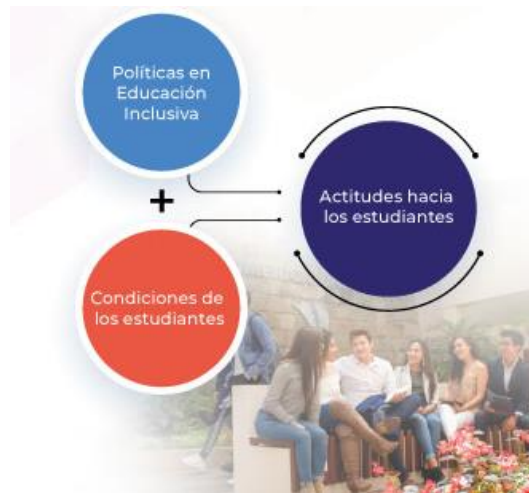 Políticas en
Educación
Inclusiva
+
Actitudes hacia
los estudiantes
Condiciones de
los estudiantes